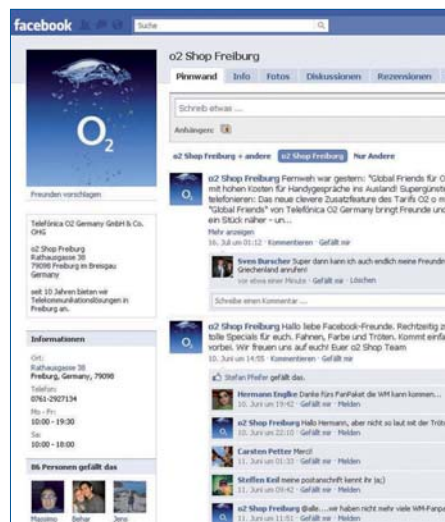 facebook
Suche
O2
Freunden vorschlagen
Telefónica O2 Germany GmbH & Co.
OHG
o2 Shop Freiburg
Rathausgasse 38
79098 Freiburg im Breisgau
Germany
seit 10 Jahren bieten wir
Telekommunikationslösungen in
Freiburg an.
Informationen
Ort:
Rathausgasse 38
Freiburg, Germany, 79098
Telefon:
0761-2927134
Mo - Fr:
10:00 - 19:30
Sa:
10:00 - 18:00
86 Personen gefällt das
Massimo Behar Jens
o2 Shop Freiburg
Pinnwand Info Fotos Diskussionen Rezensionen
Schreib etwas ...
Anhängen:
o2 Shop Freiburg + andere o2 Shop Freiburg Nur Andere
o2 Shop Freiburg Fernweh war gestern: "Global Friends für O
mit hohen Kosten für Handygespräche ins Ausland! Supergünstig
telefonieren: Das neue clevere Zusatzfeature des Tarifs O2 o m
"Global Friends" von Telefónica O2 Germany bringt Freunde und
ein Stück näher - un...
Mehr anzeigen
16. Jul um 01:12 · Kommentieren · Gefällt mir
Sven Burscher Super dann kann ich auch endlich meine Freundin
Griechenland anrufen!
vor etwa einer Minute · Gefällt mir · Löschen
Schreibe einen Kommentar ...
o2 Shop Freiburg Hallo liebe Facebook-Freunde. Rechtzeitig z
tolle Specials für euch. Fahnen, Farbe und Tröten. Kommt einfa
vorbei. Wir freuen uns auf euch! Euer o2 Shop Team
10. Juni um 14:55 · Kommentieren · Gefällt mir
Stefan Pfeifer gefällt das.
Hermann Englke Danke fürs FanPaket die WM kann kommen...
10. Juni um 19:42 · Gefällt mir · Melden
o2 Shop Freiburg Hallo Hermann, aber nicht so laut mit der Tröt
10. Juni um 22:10 · Gefällt mir · Melden
Carsten Petter Merci!
11. Juni um 01:33 · Gefällt mir · Melden
Steffen Keil meine postanschrift kennt ihr ja;)
11. Juni um 09:42 · Gefällt mir · Melden
o2 Shop Freiburg @alle....wir haben nicht mehr viele WM-Fanpa
11. Juni um 11:51 · Gefällt mir · Melden